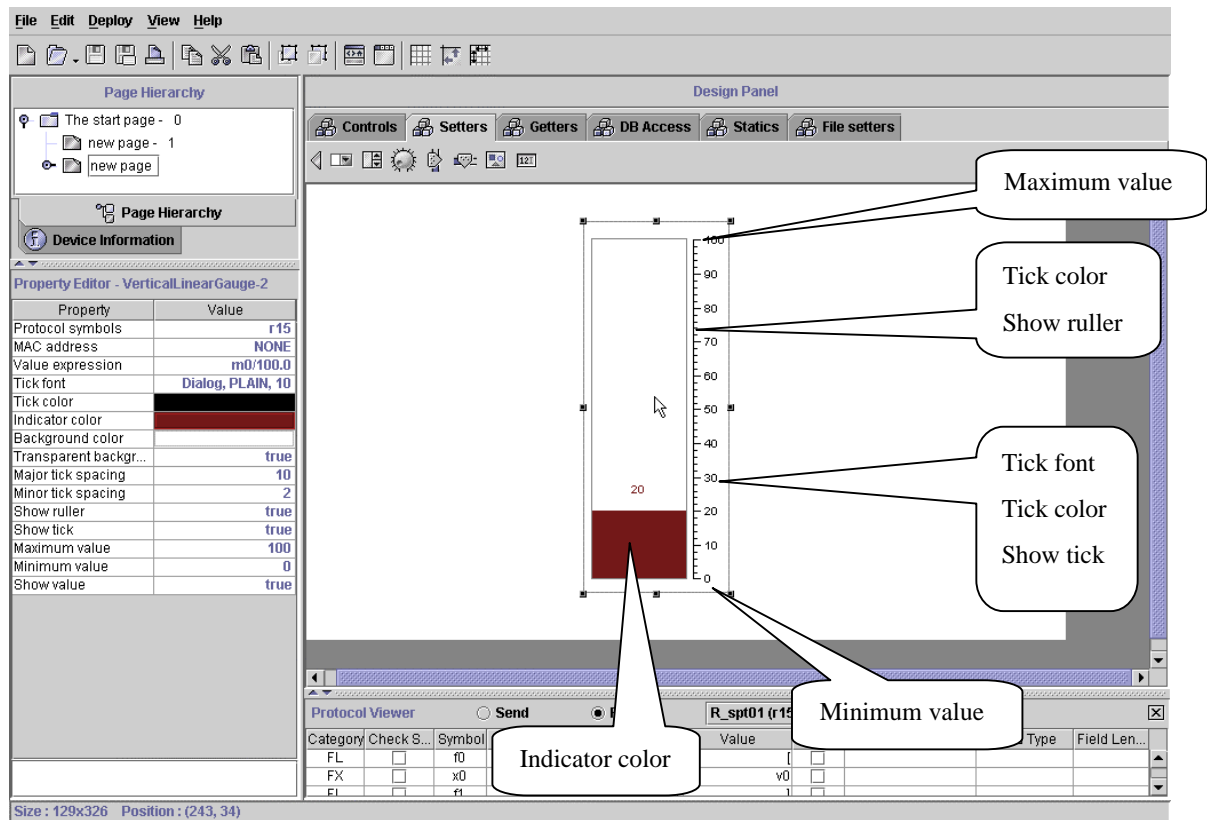 File Edit Deploy View Help
Page Hierarchy
The start page - 0
new page - 1
new page
Page Hierarchy
Device Information
Property Editor - VerticalLinearGauge-2
Property Value
Protocol symbols r15
MAC address NONE
Value expression m0/100.0
Tick font Dialog, PLAIN, 10
Tick color
Indicator color
Background color
Transparent backgr... true
Major tick spacing 10
Minor tick spacing 2
Show ruller true
Show tick true
Maximum value 100
Minimum value 0
Show value true
Design Panel
Controls Setters Getters DB Access Statics File setters
Maximum value
100
90
80
70
60
50
40
30
20
10
0
20
Tick color
Show ruller
Tick font
Tick color
Show tick
Minimum value
Indicator color
Protocol Viewer Send R_spt01 (r15
Category Check S... Symbol Value Type Field Len...
FL f0 [
FX x0 v0
FL f1 ]
Size : 129x326 Position : (243, 34)